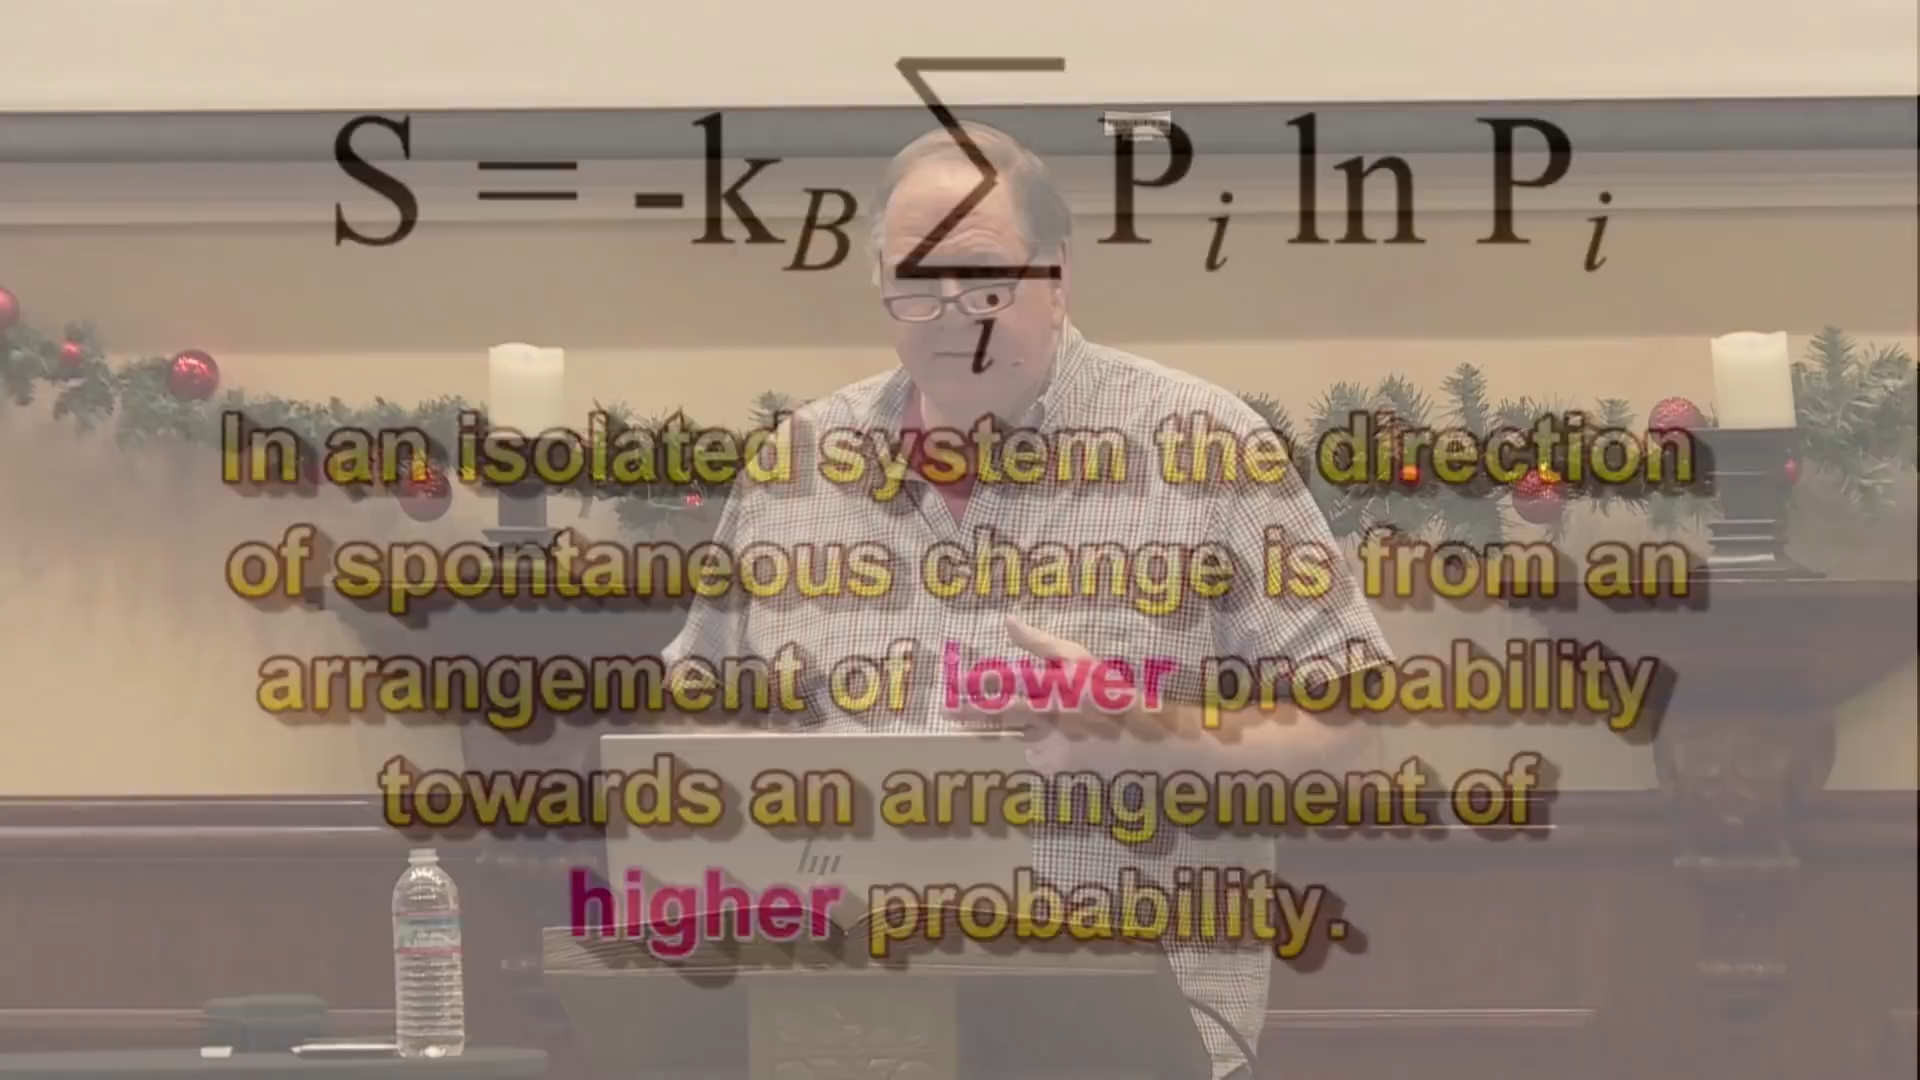 S = -k_B ∑_i P_i ln P_i
In an isolated system the direction
of spontaneous change is from an
arrangement of lower probability
towards an arrangement of
higher probability.
hp